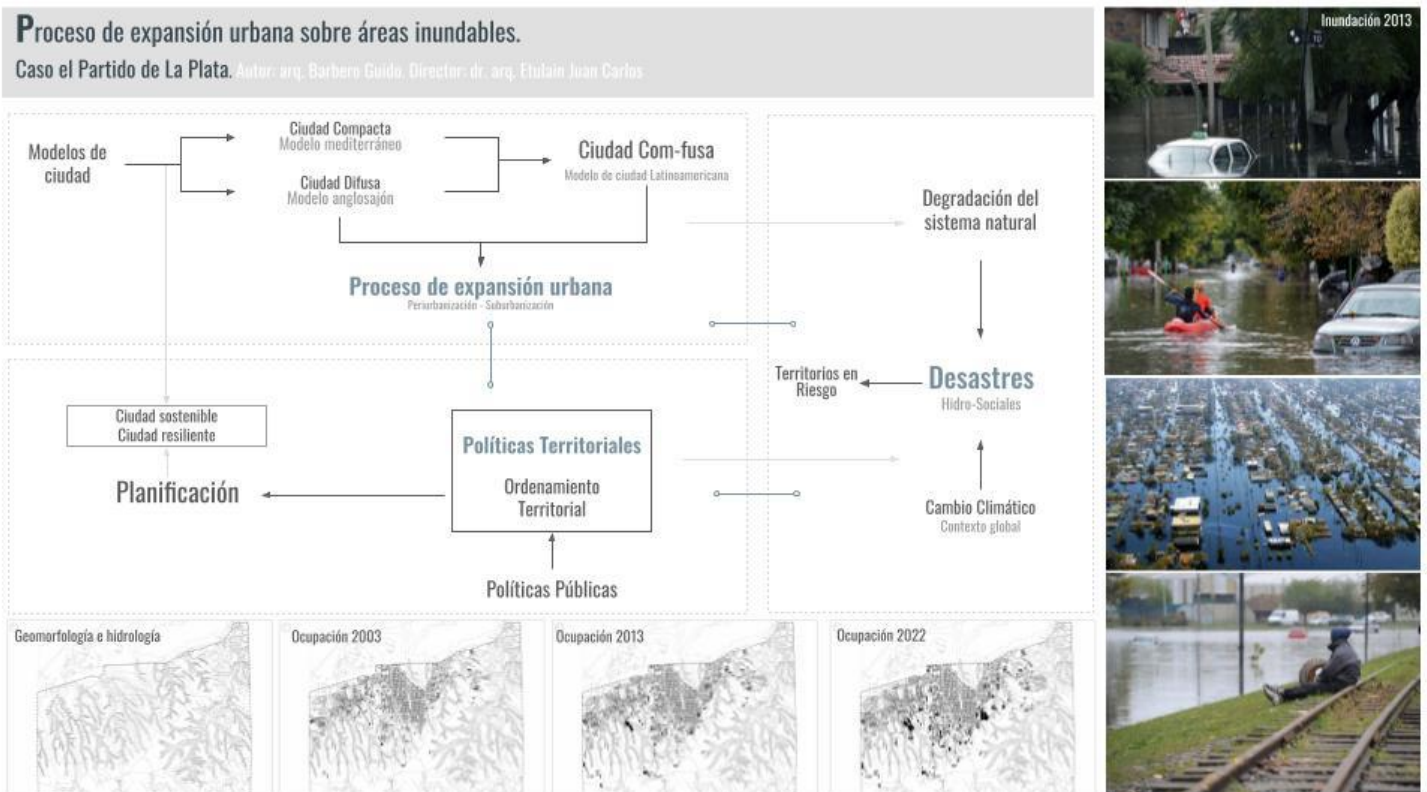 Proceso de expansión urbana sobre áreas inundables.
Caso el Partido de La Plata. Autor: arq. Barbero Guido. Director: dr. arq. Etulain Juan Carlos
Modelos de
ciudad
Ciudad Compacta
Modelo mediterráneo
Ciudad Difusa
Modelo anglosajón
Ciudad Com-fusa
Modelo de ciudad Latinoamericana
Proceso de expansión urbana
Periurbanización - Suburbanización
Degradación del
sistema natural
Territorios en
Riesgo
Desastres
Hidro-Sociales
Cambio Climático
Contexto global
Ciudad sostenible
Ciudad resiliente
Planificación
Políticas Territoriales
Ordenamiento
Territorial
Políticas Públicas
Geomorfología e hidrología
Ocupación 2003
Ocupación 2013
Ocupación 2022
Inundación 2013
10